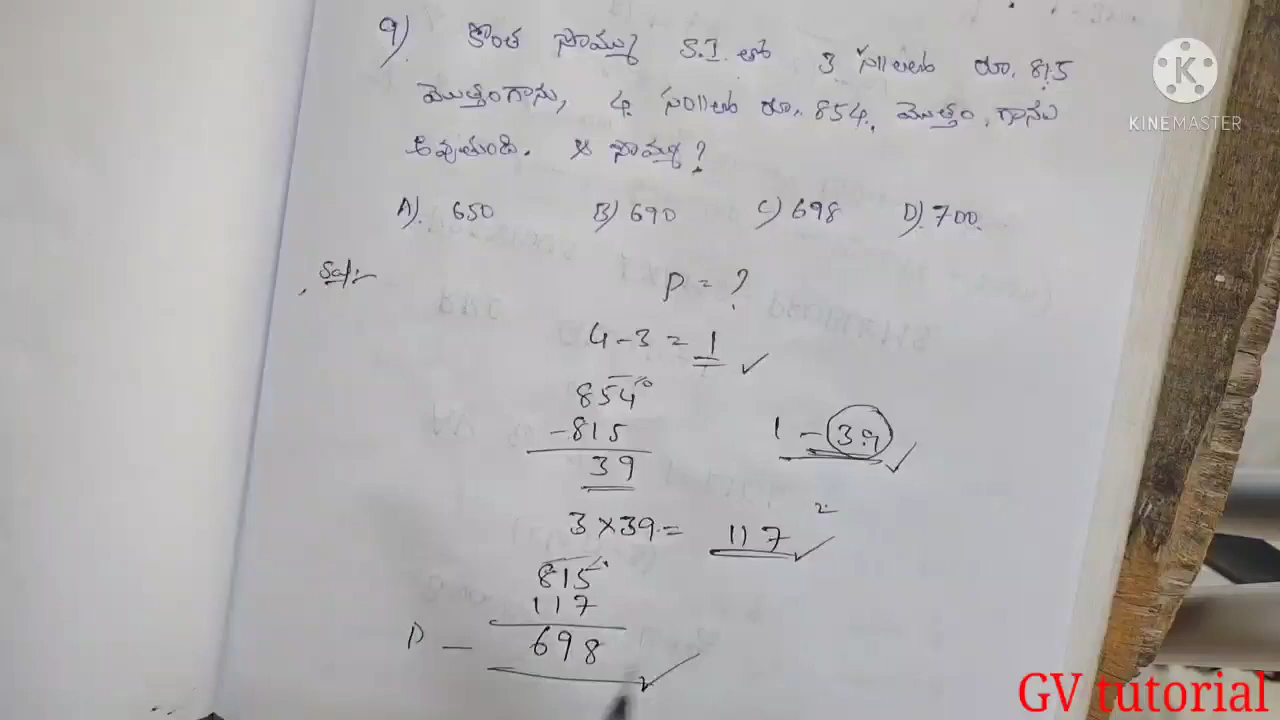 9) కొంత సొమ్ము S.I తో 3 సం॥లలకు రూ. 815
మొత్తంగాను, 4 సం॥లకు రూ. 854 మొత్తం గానూ
అవుతుంది. ఆ సొమ్ము?
A) 650 B) 690 C) 698 D) 700
Sol:-
P = ?
4-3 = 1
854
-815
39
1 - 39
3 × 39 = 117
815
117
P - 698
K
KINEMASTER
GV tutorial